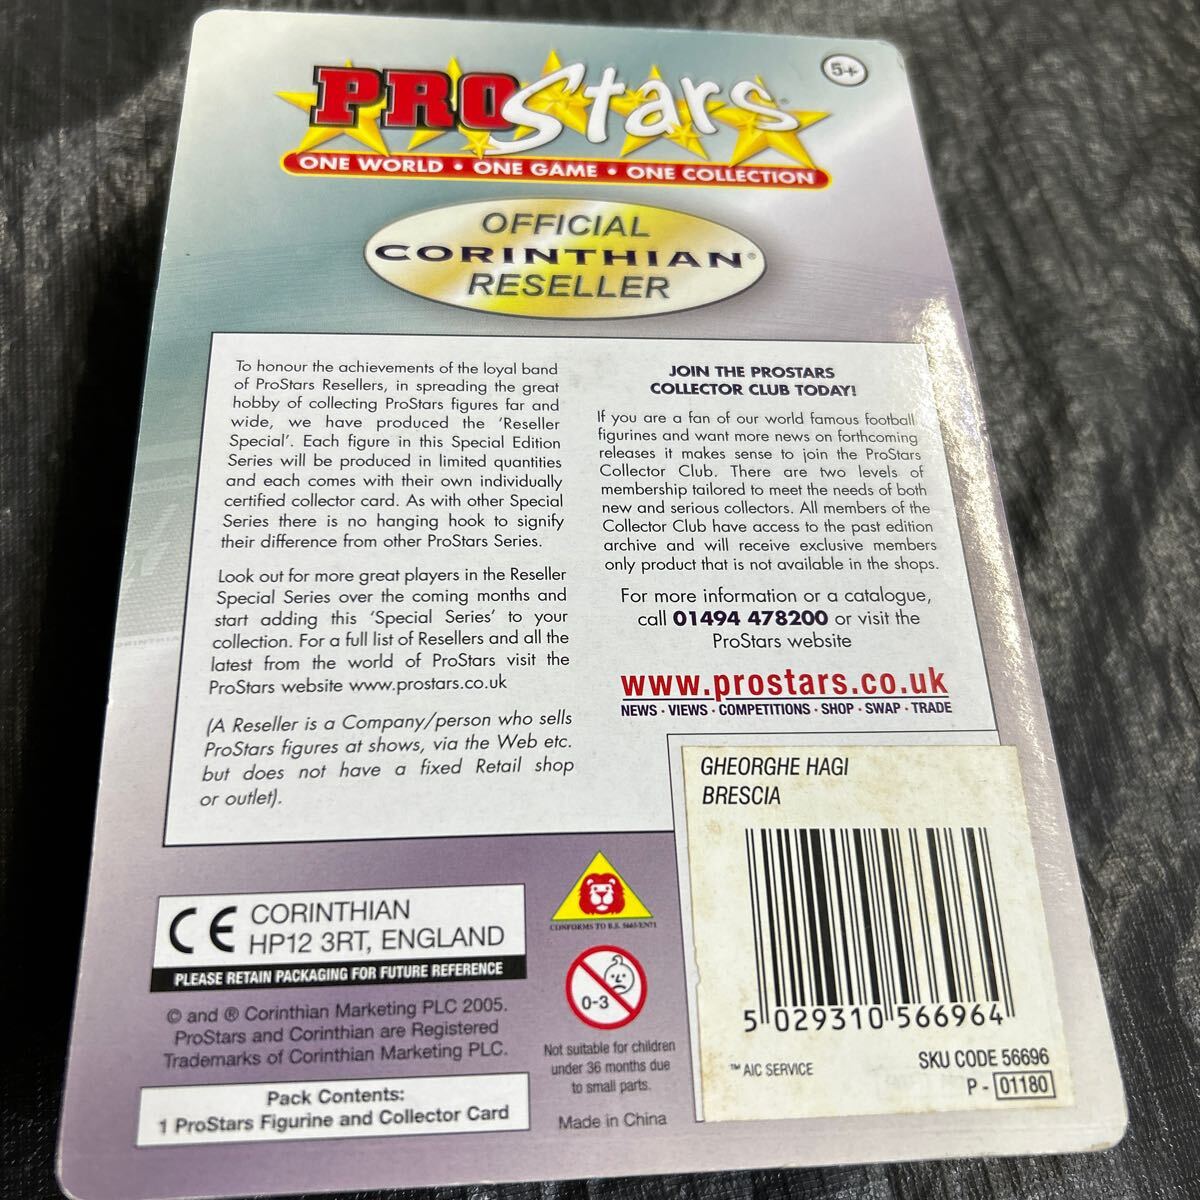 PROStars
5+
ONE WORLD • ONE GAME • ONE COLLECTION
OFFICIAL
CORINTHIAN®
RESELLER
To honour the achievements of the loyal band
of ProStars Resellers, in spreading the great
hobby of collecting ProStars figures far and
wide, we have produced the 'Reseller
Special'. Each figure in this Special Edition
Series will be produced in limited quantities
and each comes with their own individually
certified collector card. As with other Special
Series there is no hanging hook to signify
their difference from other ProStars Series.
Look out for more great players in the Reseller
Special Series over the coming months and
start adding this 'Special Series' to your
collection. For a full list of Resellers and all the
latest from the world of ProStars visit the
ProStars website www.prostars.co.uk
(A Reseller is a Company/person who sells
ProStars figures at shows, via the Web etc.
but does not have a fixed Retail shop
or outlet).
JOIN THE PROSTARS
COLLECTOR CLUB TODAY!
If you are a fan of our world famous football
figurines and want more news on forthcoming
releases it makes sense to join the ProStars
Collector Club. There are two levels of
membership tailored to meet the needs of both
new and serious collectors. All members of the
Collector Club have access to the past edition
archive and will receive exclusive members
only product that is not available in the shops.
For more information or a catalogue,
call 01494 478200 or visit the
ProStars website
www.prostars.co.uk
NEWS · VIEWS · COMPETITIONS · SHOP · SWAP · TRADE
GHEORGHE HAGI
BRESCIA
5 029310 566964
™AIC SERVICE
SKU CODE 56696
P - 01180
CE CORINTHIAN
HP12 3RT, ENGLAND
PLEASE RETAIN PACKAGING FOR FUTURE REFERENCE
© and ® Corinthian Marketing PLC 2005.
ProStars and Corinthian are Registered
Trademarks of Corinthian Marketing PLC.
Pack Contents:
1 ProStars Figurine and Collector Card
CONFORMS TO B.S. 5665/EN71
0-3
Not suitable for children
under 36 months due
to small parts.
Made in China